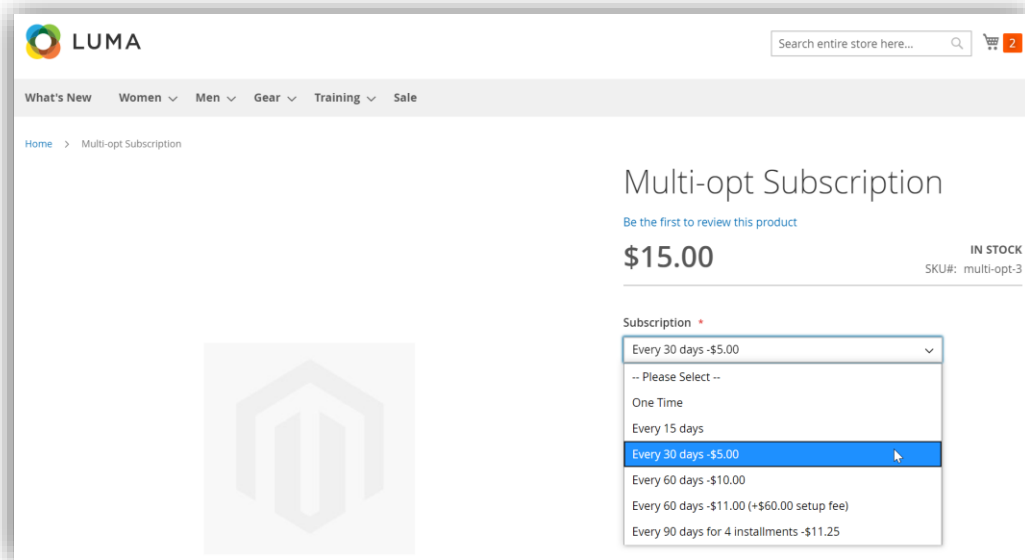 LUMA
Search entire store here...
2
What's New Women Men Gear Training Sale
Home > Multi-opt Subscription
Multi-opt Subscription
Be the first to review this product
$15.00
IN STOCK
SKU#: multi-opt-3
Subscription *
Every 30 days -$5.00
-- Please Select --
One Time
Every 15 days
Every 30 days -$5.00
Every 60 days -$10.00
Every 60 days -$11.00 (+$60.00 setup fee)
Every 90 days for 4 installments -$11.25